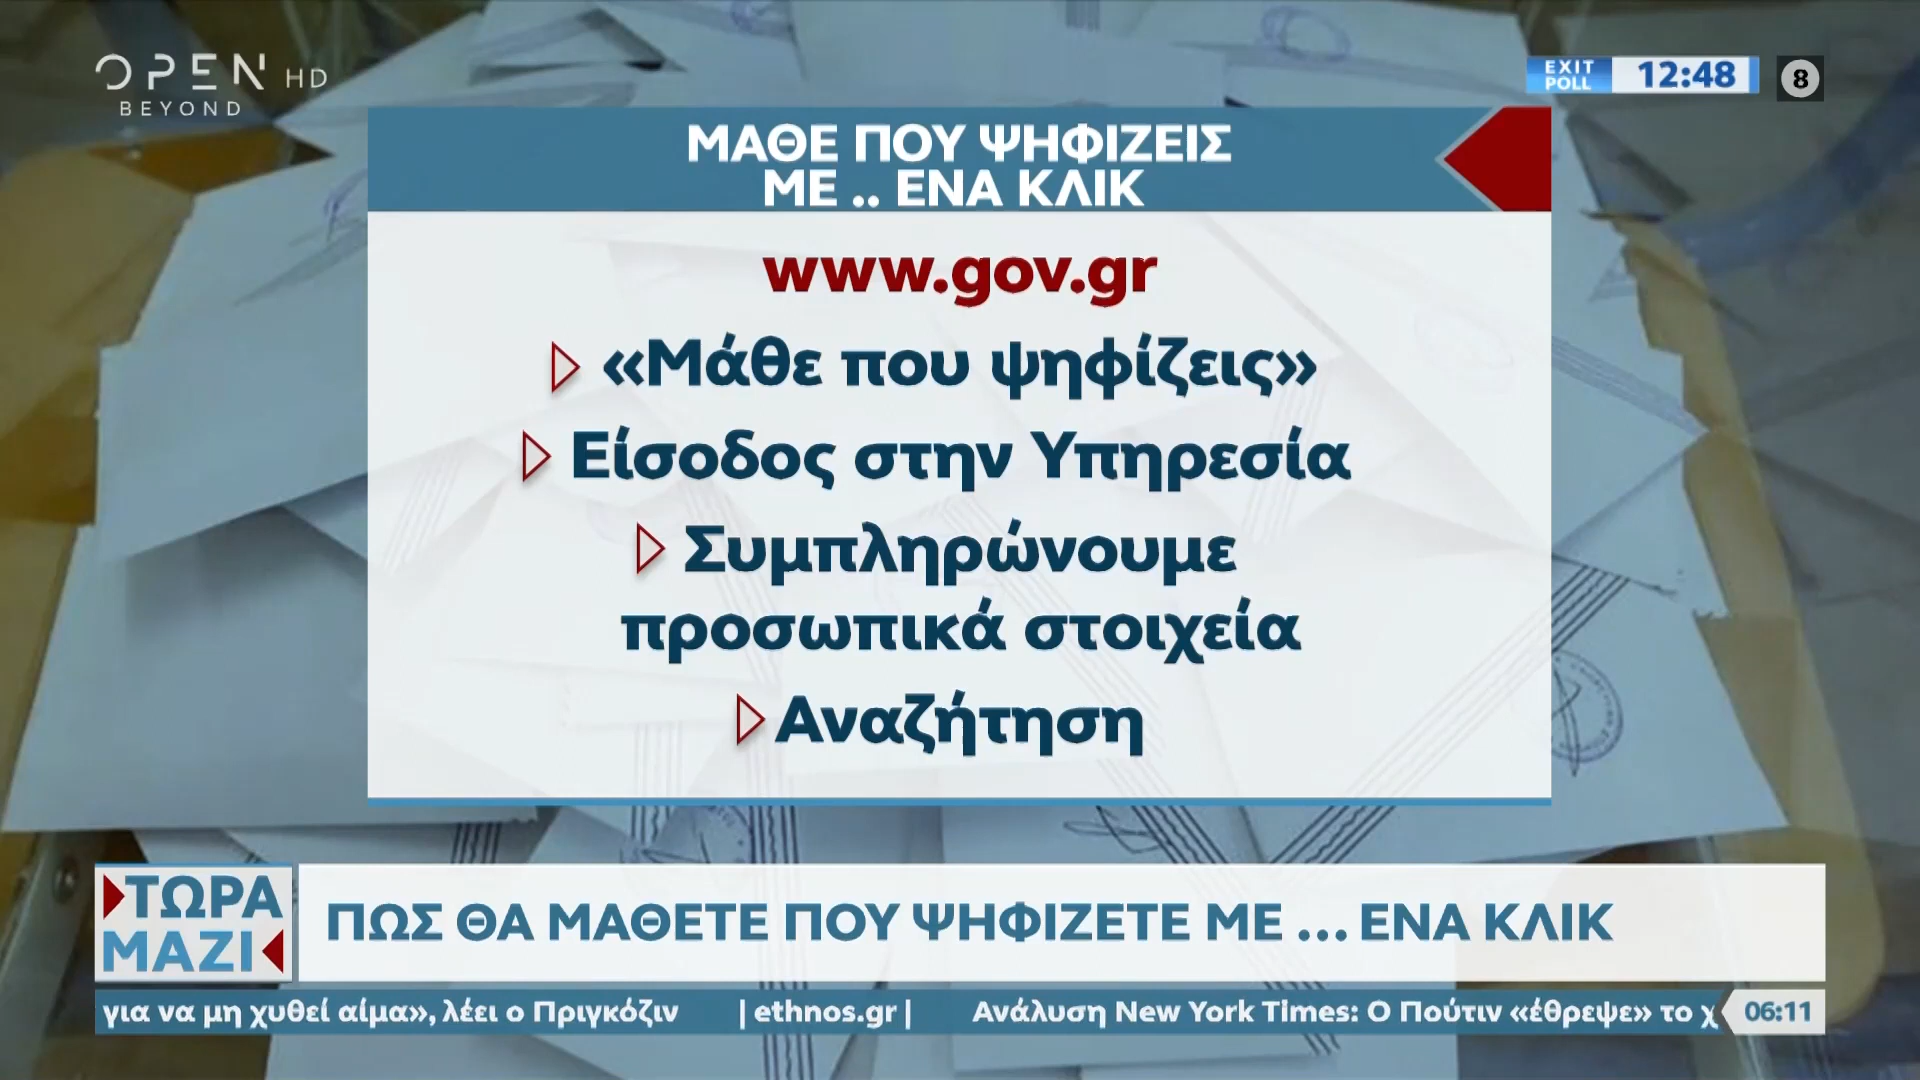 OPEN HD
BEYOND
EXIT
POLL
12:48
8
ΜΑΘΕ ΠΟΥ ΨΗΦΙΖΕΙΣ
ΜΕ .. ΕΝΑ ΚΛΙΚ
www.gov.gr
«Μάθε που ψηφίζεις»
Είσοδος στην Υπηρεσία
Συμπληρώνουμε
προσωπικά στοιχεία
Αναζήτηση
ΤΩΡΑ
ΜΑΖΙ
ΠΩΣ ΘΑ ΜΑΘΕΤΕ ΠΟΥ ΨΗΦΙΖΕΤΕ ΜΕ ... ΕΝΑ ΚΛΙΚ
για να μη χυθεί αίμα», λέει ο Πριγκόζιν | ethnos.gr | Ανάλυση New York Times: Ο Πούτιν «έθρεψε» το χ
06:11